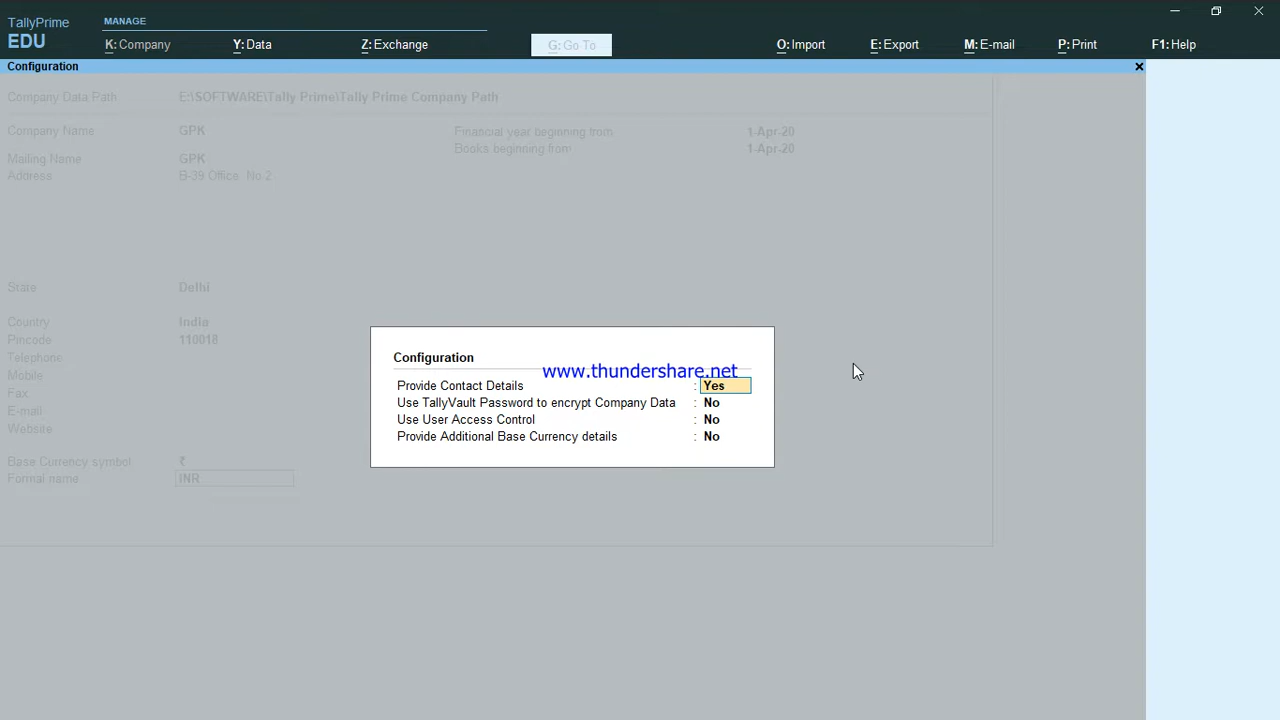 TallyPrime
EDU
MANAGE
K: Company
Y: Data
Z: Exchange
G: Go To
O: Import
E: Export
M: E-mail
P: Print
F1: Help
Configuration
Company Data Path E:\SOFTWARE\Tally Prime\Tally Prime Company Path
Company Name GPK
Financial year beginning from 1-Apr-20
Books beginning from 1-Apr-20
Mailing Name GPK
Address B-39 Office No 2
State Delhi
Country India
Pincode 110018
Telephone
Mobile
Fax
E-mail
Website
Base Currency symbol ₹
Formal name INR
Configuration
www.thundershare.net
Provide Contact Details : Yes
Use TallyVault Password to encrypt Company Data : No
Use User Access Control : No
Provide Additional Base Currency details : No